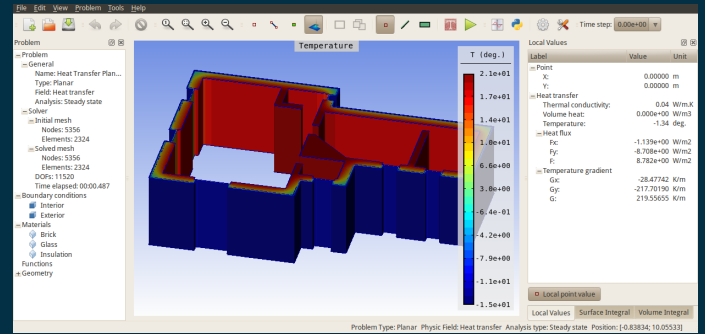 File Edit View Problem Tools Help
Time step: 0.00e+00
Problem
Problem
General
Name: Heat Transfer Plan...
Type: Planar
Field: Heat transfer
Analysis: Steady state
Solver
Initial mesh
Nodes: 5356
Elements: 2324
Solved mesh
Nodes: 5356
Elements: 2324
DOFs: 11520
Time elapsed: 00:00.487
Boundary conditions
Interior
Exterior
Materials
Brick
Glass
Insulation
Functions
Geometry
Temperature
T (deg.)
2.1e+01
1.7e+01
1.0e+01
6.6e+00
3.0e+00
-6.4e-01
-4.2e+00
-7.9e+00
-1.1e+01
-1.5e+01
Local Values
Label Value Unit
Point
X: 0.00000 m
Y: 0.00000 m
Heat transfer
Thermal conductivity: 0.04 W/m.K
Volume heat: 0.000e+00 W/m3
Temperature: -1.34 deg.
Heat flux
Fx: -1.139e+00 W/m2
Fy: -8.708e+00 W/m2
F: 8.782e+00 W/m2
Temperature gradient
Gx: -28.47742 K/m
Gy: -217.70190 K/m
G: 219.55655 K/m
Local point value
Local Values Surface Integral Volume Integral
Problem Type: Planar Physic Field: Heat transfer Analysis type: Steady state Position: [-0.83834; 10.05533]